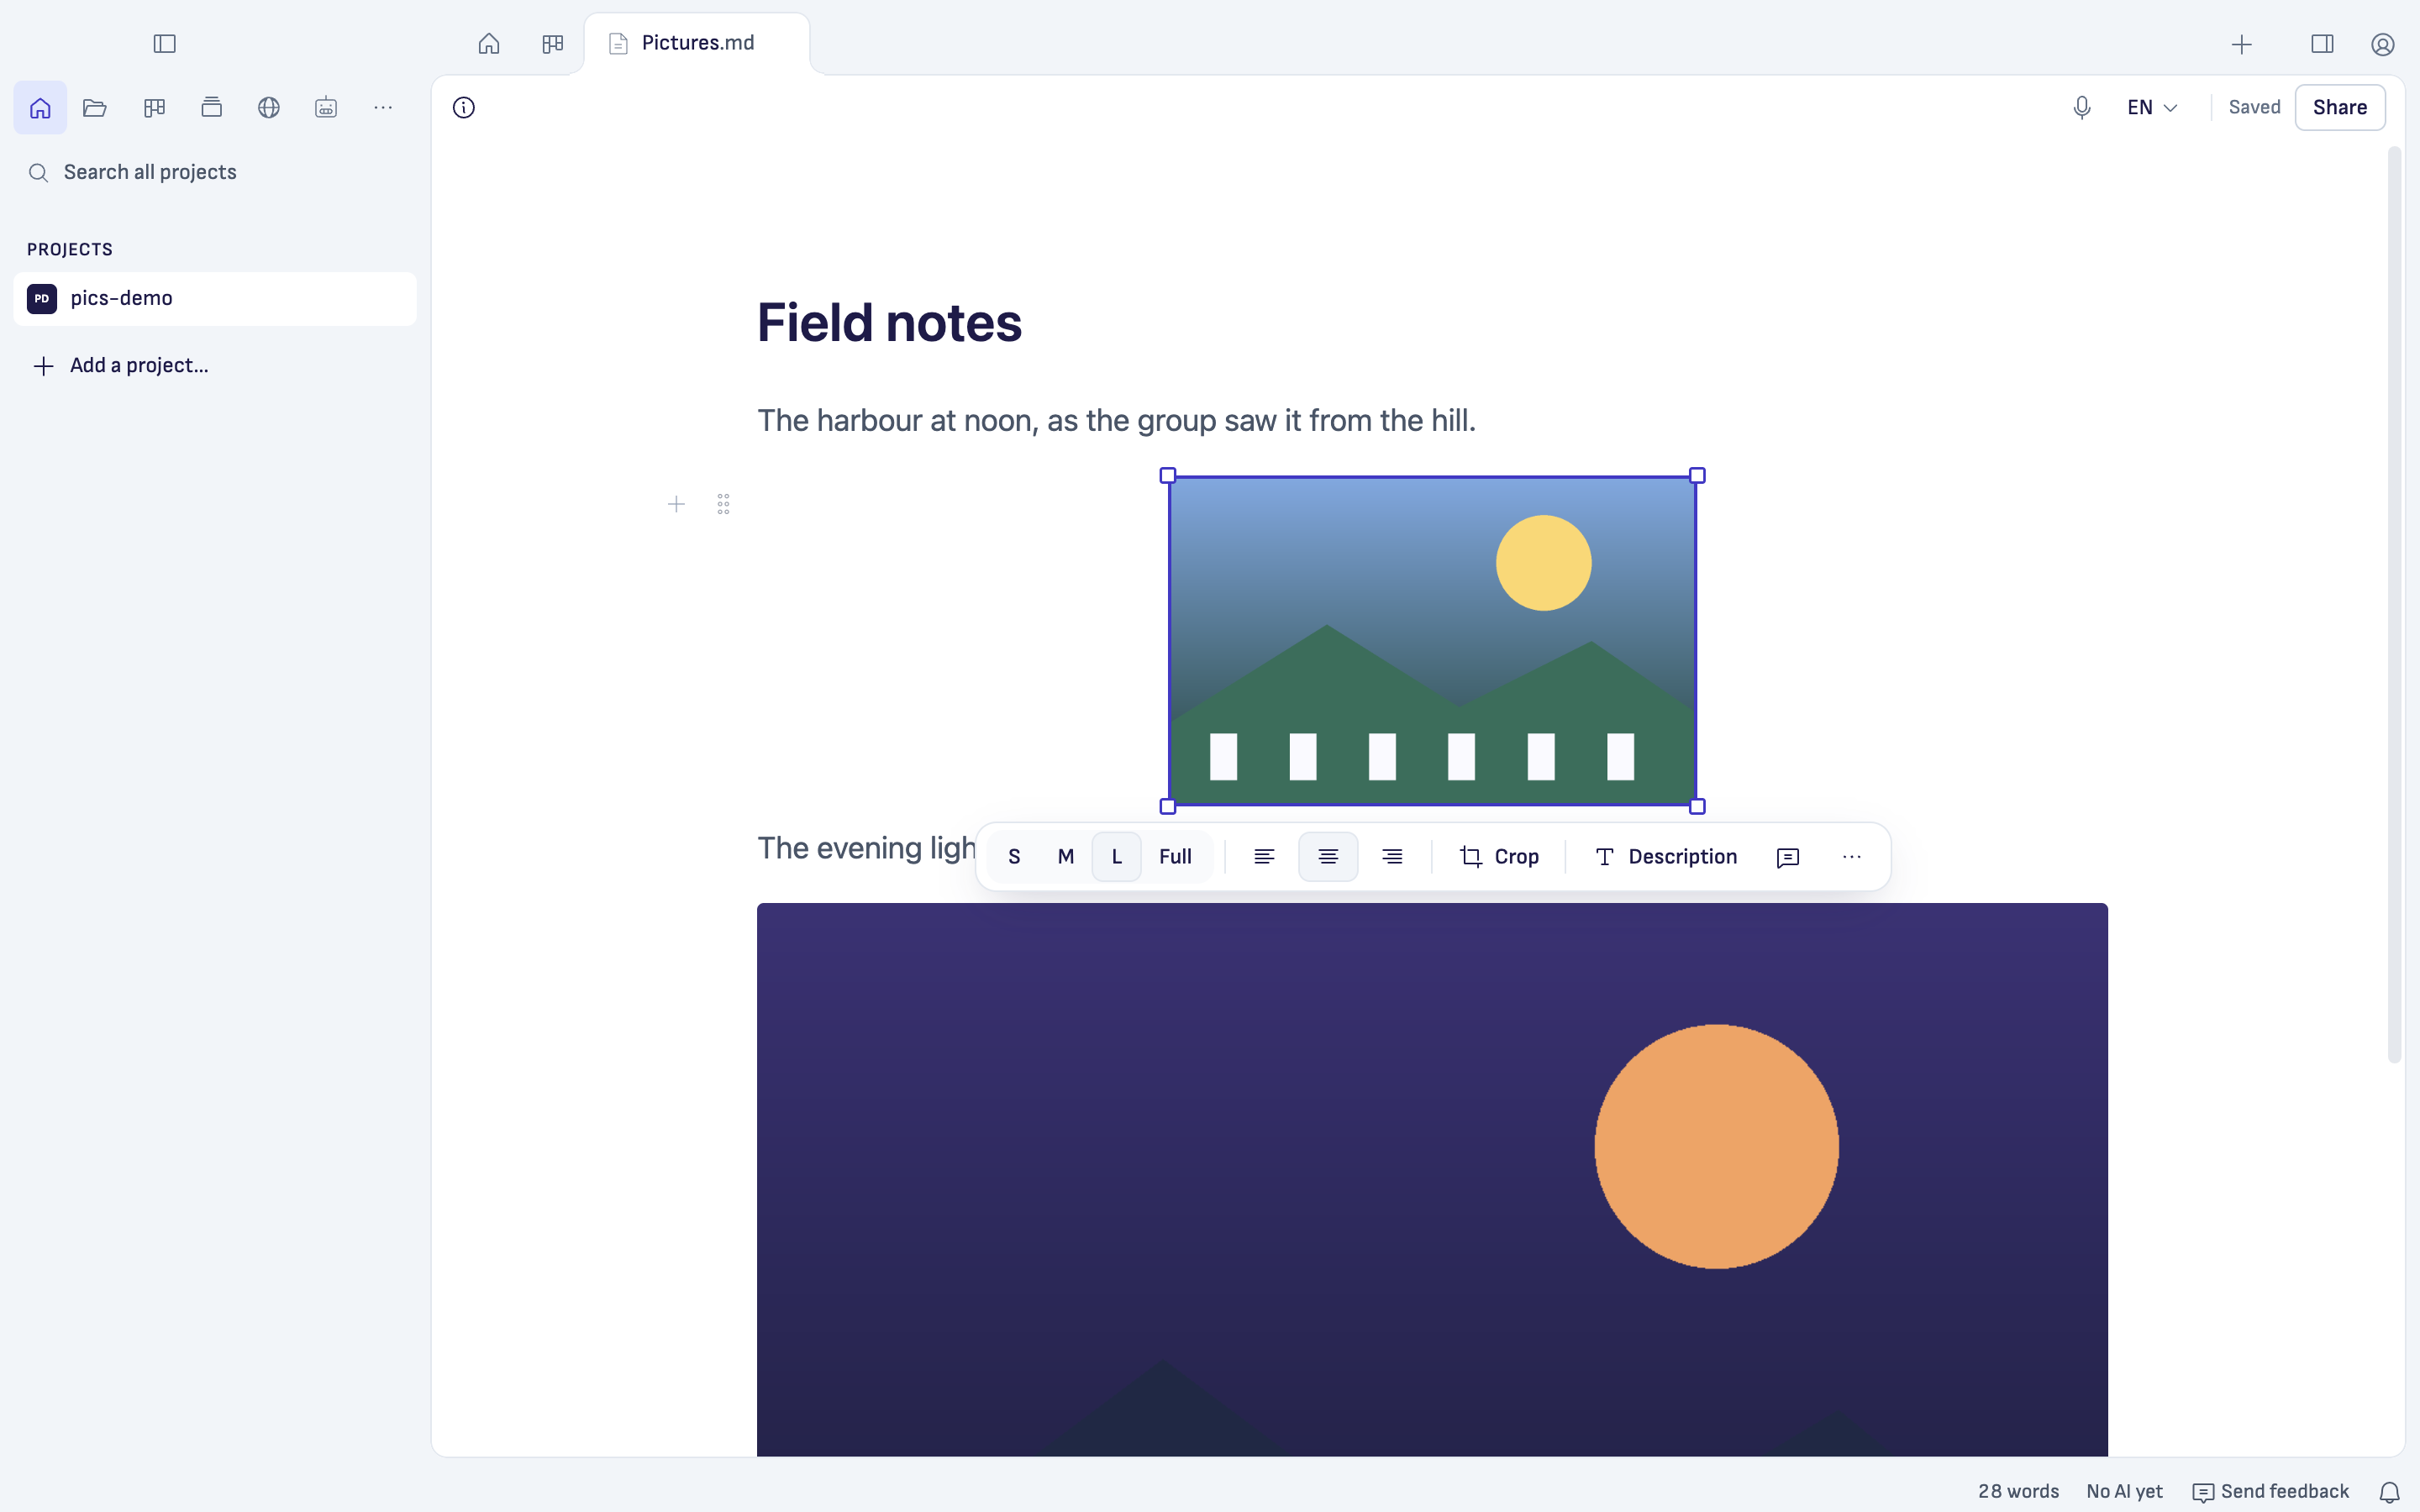 Pictures.md
EN
Saved
Share
Search all projects
PROJECTS
PD
pics-demo
Add a project...
Field notes
The harbour at noon, as the group saw it from the hill.
The evening
S
M
L
Full
Crop
Description
28 words
No AI yet
Send feedback